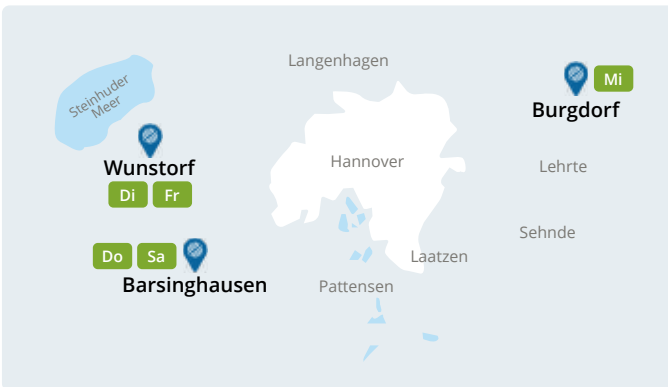 Langenhagen
Mi
Burgdorf
Steinhuder
Meer
Wunstorf
Di Fr
Hannover
Lehrte
Sehnde
Do Sa
Barsinghausen
Laatzen
Pattensen